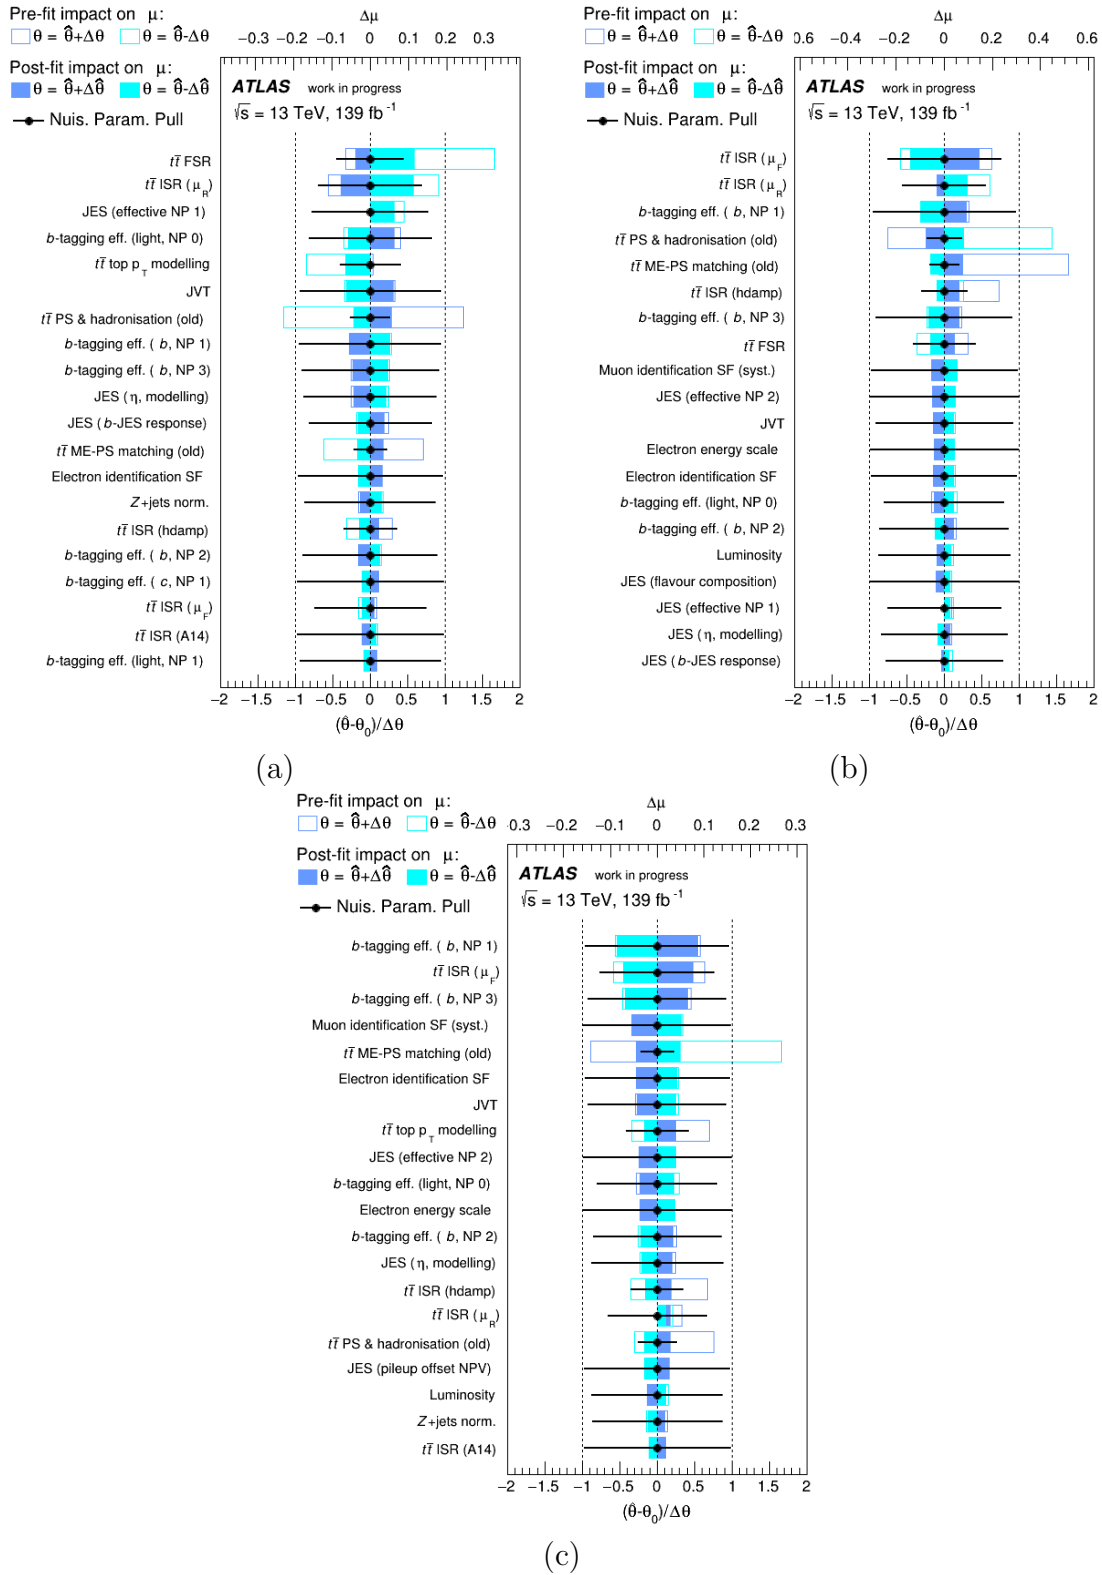 Pre-fit impact on μ:
θ = θ̂+Δθ θ = θ̂-Δθ
Post-fit impact on μ:
θ = θ̂+Δθ̂ θ = θ̂-Δθ̂
Nuis. Param. Pull
Δμ
−0.3 −0.2 −0.1 0 0.1 0.2 0.3
ATLAS work in progress
√s = 13 TeV, 139 fb⁻¹
tt̄ FSR
tt̄ ISR (μ_R)
JES (effective NP 1)
b-tagging eff. (light, NP 0)
tt̄ top p_T modelling
JVT
tt̄ PS & hadronisation (old)
b-tagging eff. ( b, NP 1)
b-tagging eff. ( b, NP 3)
JES (η, modelling)
JES (b-JES response)
tt̄ ME-PS matching (old)
Electron identification SF
Z+jets norm.
tt̄ ISR (hdamp)
b-tagging eff. ( b, NP 2)
b-tagging eff. ( c, NP 1)
tt̄ ISR (μ_F)
tt̄ ISR (A14)
b-tagging eff. (light, NP 1)
−2 −1.5 −1 −0.5 0 0.5 1 1.5 2
(θ̂-θ₀)/Δθ
(a)
Pre-fit impact on μ:
θ = θ̂+Δθ θ = θ̂-Δθ
Post-fit impact on μ:
θ = θ̂+Δθ̂ θ = θ̂-Δθ̂
Nuis. Param. Pull
Δμ
0.6 −0.4 −0.2 0 0.2 0.4 0.6
ATLAS work in progress
√s = 13 TeV, 139 fb⁻¹
tt̄ ISR (μ_F)
tt̄ ISR (μ_R)
b-tagging eff. ( b, NP 1)
tt̄ PS & hadronisation (old)
tt̄ ME-PS matching (old)
tt̄ ISR (hdamp)
b-tagging eff. ( b, NP 3)
tt̄ FSR
Muon identification SF (syst.)
JES (effective NP 2)
JVT
Electron energy scale
Electron identification SF
b-tagging eff. (light, NP 0)
b-tagging eff. ( b, NP 2)
Luminosity
JES (flavour composition)
JES (effective NP 1)
JES (η, modelling)
JES (b-JES response)
−2 −1.5 −1 −0.5 0 0.5 1 1.5 2
(θ̂-θ₀)/Δθ
(b)
Pre-fit impact on μ:
θ = θ̂+Δθ θ = θ̂-Δθ
Post-fit impact on μ:
θ = θ̂+Δθ̂ θ = θ̂-Δθ̂
Nuis. Param. Pull
Δμ
-0.3 −0.2 −0.1 0 0.1 0.2 0.3
ATLAS work in progress
√s = 13 TeV, 139 fb⁻¹
b-tagging eff. ( b, NP 1)
tt̄ ISR (μ_F)
b-tagging eff. ( b, NP 3)
Muon identification SF (syst.)
tt̄ ME-PS matching (old)
Electron identification SF
JVT
tt̄ top p_T modelling
JES (effective NP 2)
b-tagging eff. (light, NP 0)
Electron energy scale
b-tagging eff. ( b, NP 2)
JES (η, modelling)
tt̄ ISR (hdamp)
tt̄ ISR (μ_R)
tt̄ PS & hadronisation (old)
JES (pileup offset NPV)
Luminosity
Z+jets norm.
tt̄ ISR (A14)
−2 −1.5 −1 −0.5 0 0.5 1 1.5 2
(θ̂-θ₀)/Δθ
(c)